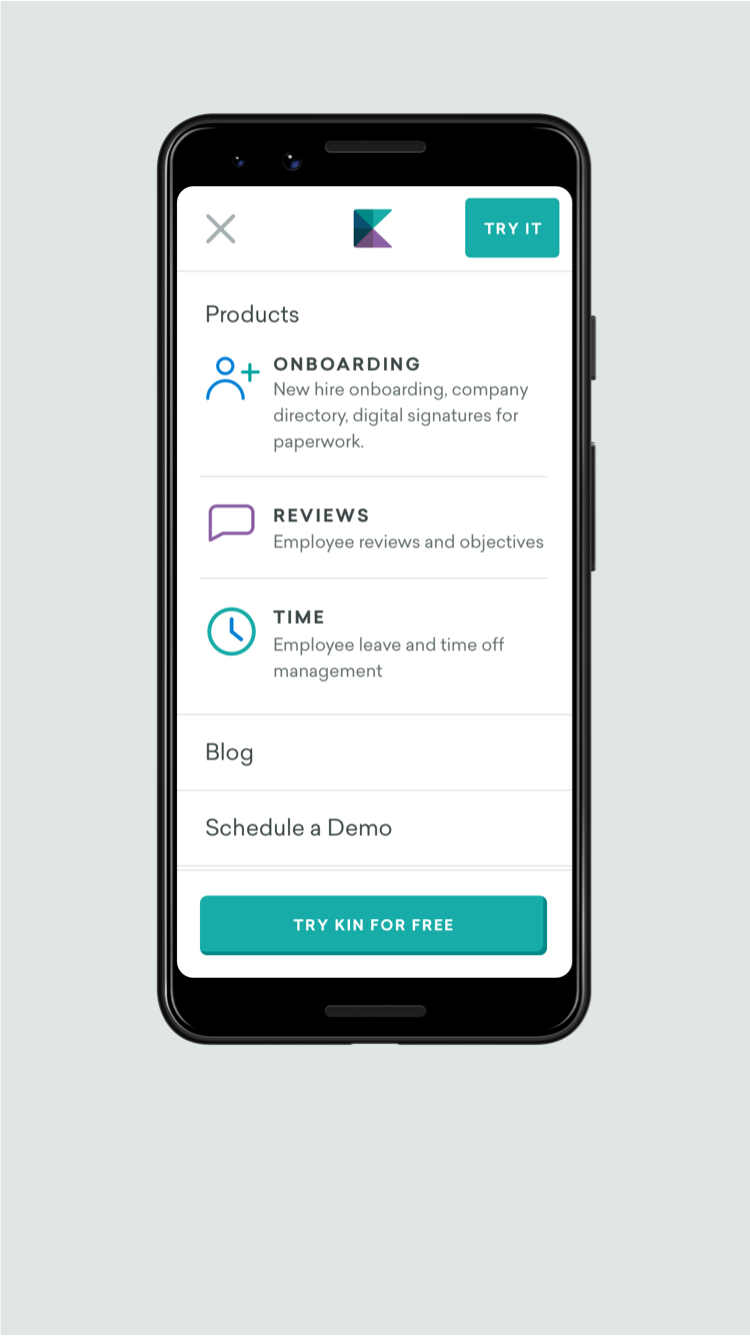 TRY IT
Products
ONBOARDING
New hire onboarding, company
directory, digital signatures for
paperwork.
REVIEWS
Employee reviews and objectives
TIME
Employee leave and time off
management
Blog
Schedule a Demo
TRY KIN FOR FREE